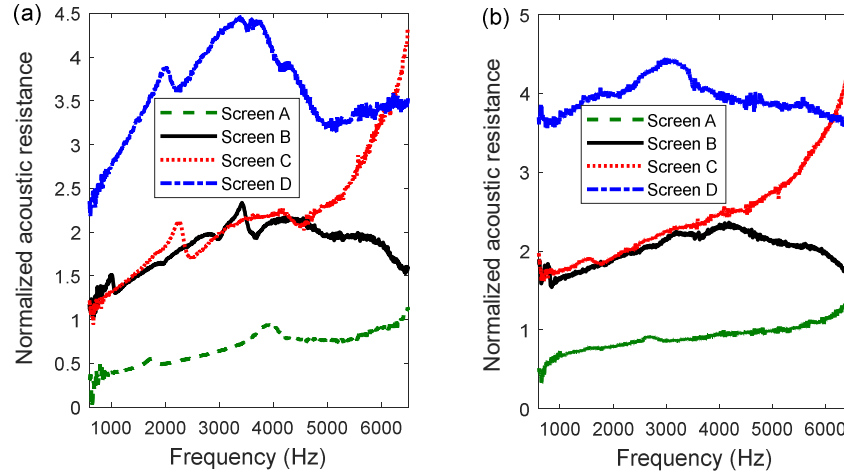 (a)
Normalized acoustic resistance
4.5
4
3.5
3
2.5
2
1.5
1
0.5
0
Screen A
Screen B
Screen C
Screen D
1000 2000 3000 4000 5000 6000
Frequency (Hz)
(b)
Normalized acoustic resistance
5
4
3
2
1
0
Screen A
Screen B
Screen C
Screen D
1000 2000 3000 4000 5000 6000
Frequency (Hz)